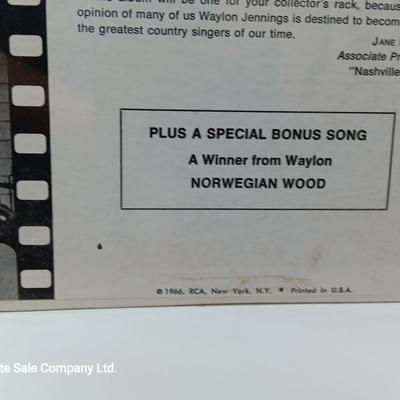 album will be one for your collector's rack, becaus
opinion of many of us Waylon Jennings is destined to becom
the greatest country singers of our time.
JANE
Associate Pr
"Nashville
PLUS A SPECIAL BONUS SONG
A Winner from Waylon
NORWEGIAN WOOD
© 1966, RCA, New York, N.Y. * Printed in U.S.A.
te Sale Company Ltd.